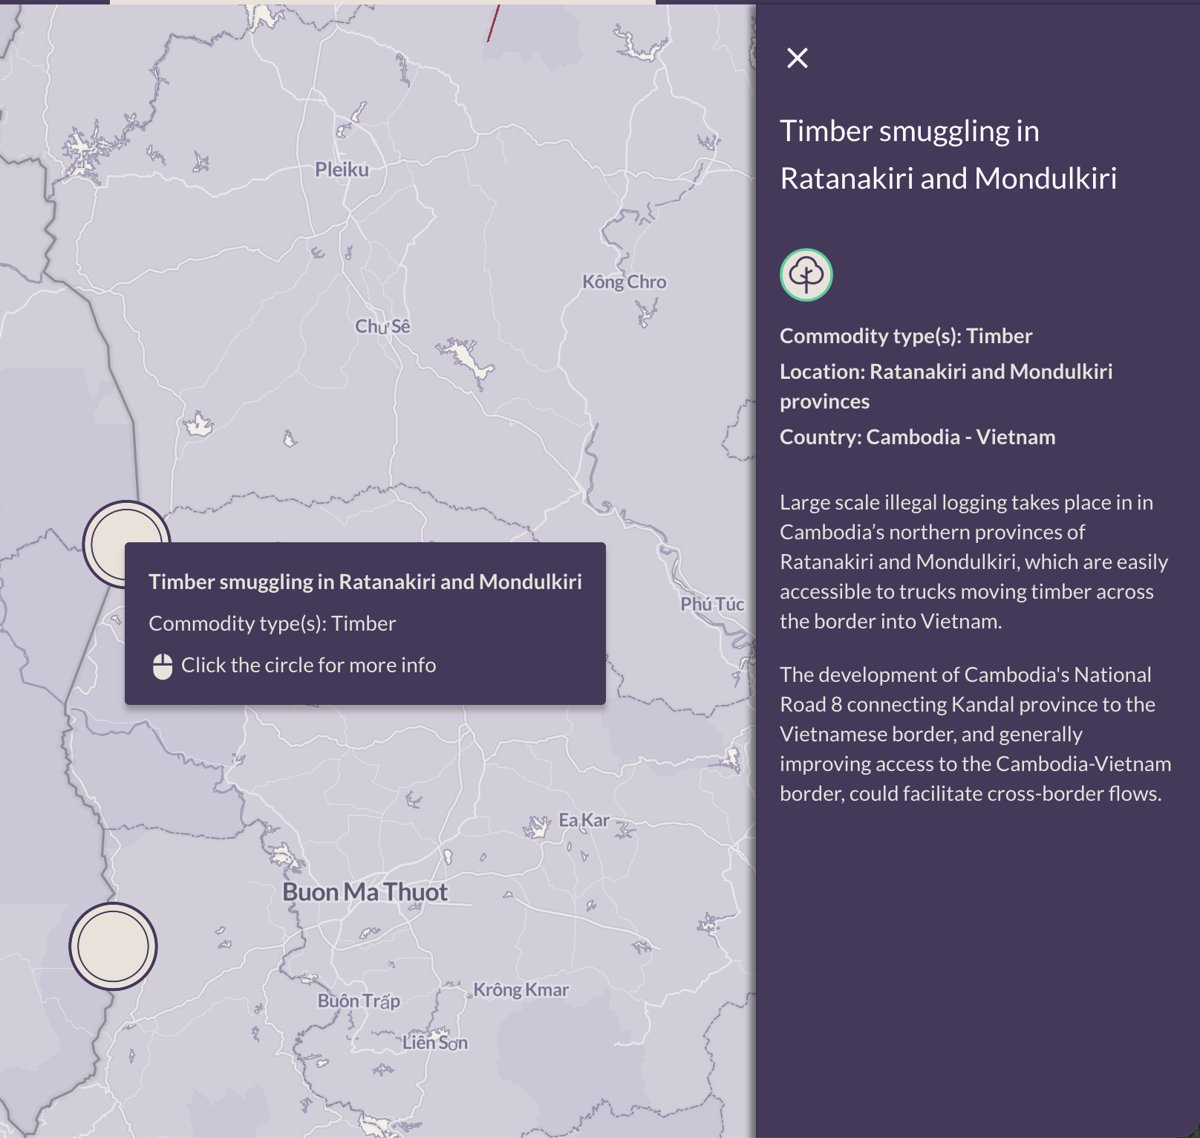 Pleiku
Kông Chro
Chư Sê
Timber smuggling in Ratanakiri and Mondulkiri
Commodity type(s): Timber
Click the circle for more info
Phú Túc
Ea Kar
Buon Ma Thuot
Krông Kmar
Buôn Trấp
Liên Sơn
Timber smuggling in
Ratanakiri and Mondulkiri
Commodity type(s): Timber
Location: Ratanakiri and Mondulkiri
provinces
Country: Cambodia - Vietnam
Large scale illegal logging takes place in in
Cambodia’s northern provinces of
Ratanakiri and Mondulkiri, which are easily
accessible to trucks moving timber across
the border into Vietnam.
The development of Cambodia's National
Road 8 connecting Kandal province to the
Vietnamese border, and generally
improving access to the Cambodia-Vietnam
border, could facilitate cross-border flows.